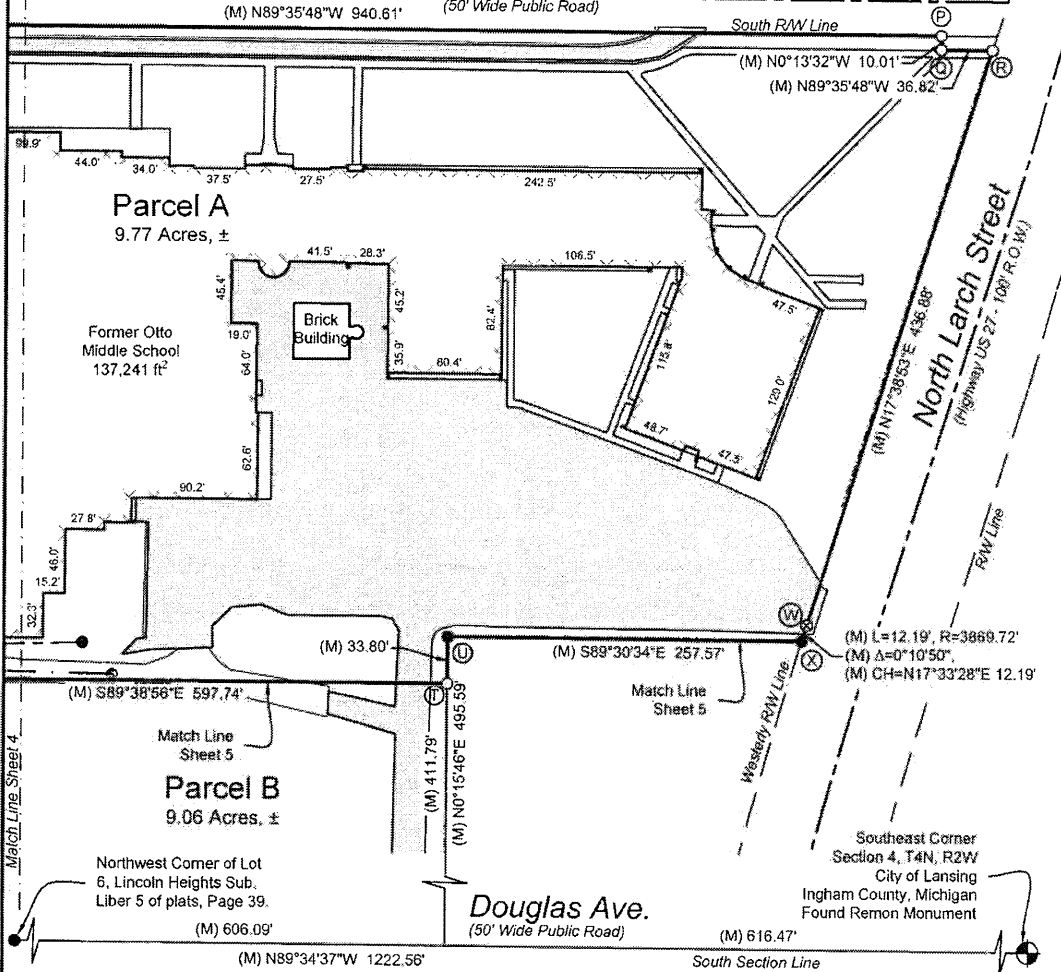 (M) N89°35'48"W 940.61'
(50' Wide Public Road)
South R/W Line
P
(M) N0°13'32"W 10.01'
Q
R
(M) N89°35'48"W 36.82'
99.9'
44.0'
34.0'
37.5'
27.5'
242.5'
Parcel A
9.77 Acres, ±
41.5'
28.3'
106.5'
45.4'
45.2'
82.4'
47.5'
19.0'
Brick
Building
Former Otto
Middle School
137,241 ft²
64.0'
35.9'
80.4'
115.8'
120.0'
North Larch Street
(Highway US 27 - 100' R.O.W.)
(M) N17°38'53"E 436.88'
48.7'
47.5'
62.6'
90.2'
27.8'
46.0'
15.2'
32.3'
R/W Line
W
(M) 33.80'
U
(M) S89°30'34"E 257.57'
X
(M) L=12.19', R=3869.72'
(M) Δ=0°10'50",
(M) CH=N17°33'28"E 12.19'
(M) S89°38'56"E 597.74'
T
Match Line
Sheet 5
Match Line
Sheet 5
Westerly R/W Line
Match Line Sheet 4
Parcel B
9.06 Acres, ±
(M) 411.79'
(M) N0°15'46"E 495.59'
Northwest Corner of Lot
6, Lincoln Heights Sub.
Liber 5 of plats, Page 39.
Southeast Corner
Section 4, T4N, R2W
City of Lansing
Ingham County, Michigan
Found Remon Monument
Douglas Ave.
(50' Wide Public Road)
(M) 606.09'
(M) 616.47'
(M) N89°34'37"W 1222.56'
South Section Line